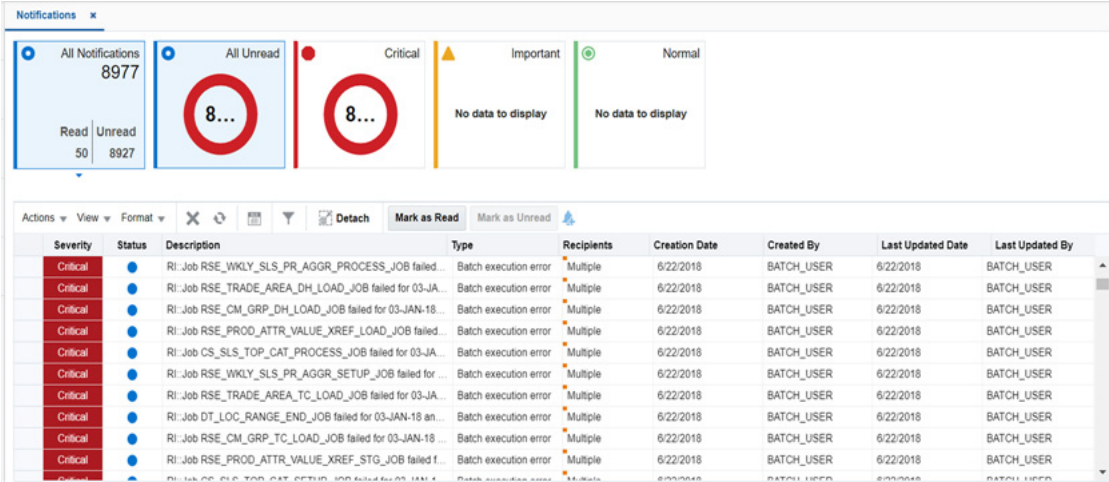 Notifications ×
All Notifications
8977
Read Unread
50 8927
All Unread
8...
Critical
8...
Important
No data to display
Normal
No data to display
Actions View Format Detach Mark as Read Mark as Unread
Severity Status Description Type Recipients Creation Date Created By Last Updated Date Last Updated By
Critical RI::Job RSE_WKLY_SLS_PR_AGGR_PROCESS_JOB failed... Batch execution error Multiple 6/22/2018 BATCH_USER 6/22/2018 BATCH_USER
Critical RI::Job RSE_TRADE_AREA_DH_LOAD_JOB failed for 03-JA... Batch execution error Multiple 6/22/2018 BATCH_USER 6/22/2018 BATCH_USER
Critical RI::Job RSE_CM_GRP_DH_LOAD_JOB failed for 03-JAN-18... Batch execution error Multiple 6/22/2018 BATCH_USER 6/22/2018 BATCH_USER
Critical RI::Job RSE_PROD_ATTR_VALUE_XREF_LOAD_JOB failed... Batch execution error Multiple 6/22/2018 BATCH_USER 6/22/2018 BATCH_USER
Critical RI::Job CS_SLS_TOP_CAT_PROCESS_JOB failed for 03-JA... Batch execution error Multiple 6/22/2018 BATCH_USER 6/22/2018 BATCH_USER
Critical RI::Job RSE_WKLY_SLS_PR_AGGR_SETUP_JOB failed for ... Batch execution error Multiple 6/22/2018 BATCH_USER 6/22/2018 BATCH_USER
Critical RI::Job RSE_TRADE_AREA_TC_LOAD_JOB failed for 03-JA... Batch execution error Multiple 6/22/2018 BATCH_USER 6/22/2018 BATCH_USER
Critical RI::Job DT_LOC_RANGE_END_JOB failed for 03-JAN-18 an... Batch execution error Multiple 6/22/2018 BATCH_USER 6/22/2018 BATCH_USER
Critical RI::Job RSE_CM_GRP_TC_LOAD_JOB failed for 03-JAN-18 ... Batch execution error Multiple 6/22/2018 BATCH_USER 6/22/2018 BATCH_USER
Critical RI::Job RSE_PROD_ATTR_VALUE_XREF_STG_JOB failed f... Batch execution error Multiple 6/22/2018 BATCH_USER 6/22/2018 BATCH_USER